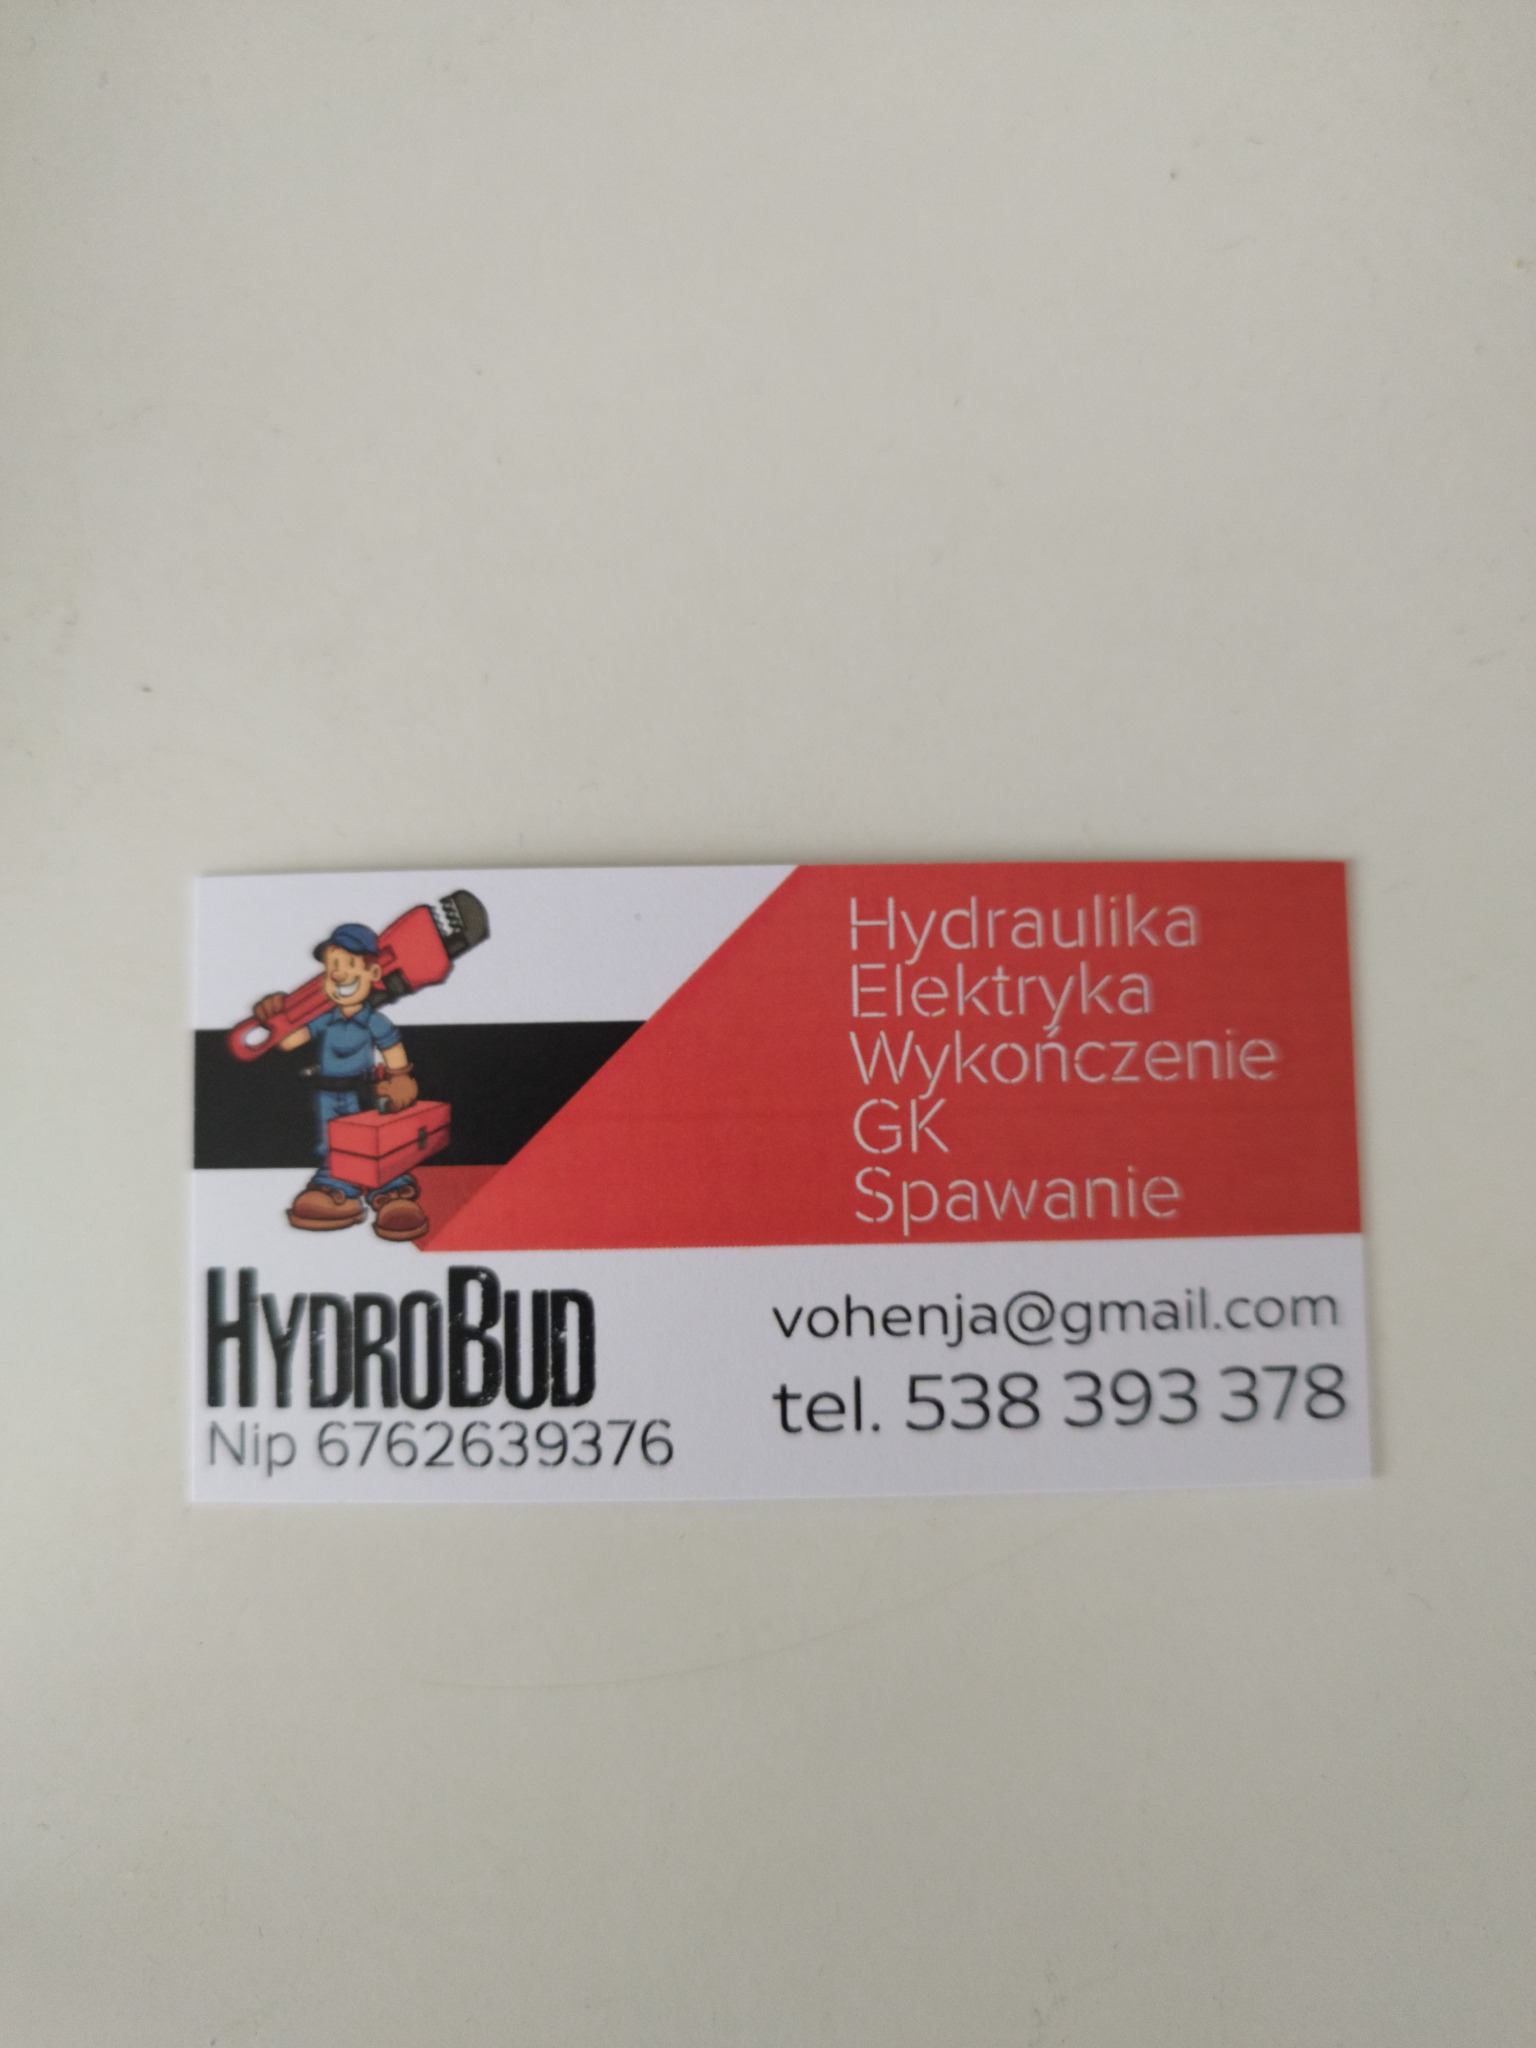 Hydraulika
Elektryka
Wykończenie
GK
Spawanie
HydroBud
Nip 6762639376
vohenja@gmail.com
tel. 538 393 378